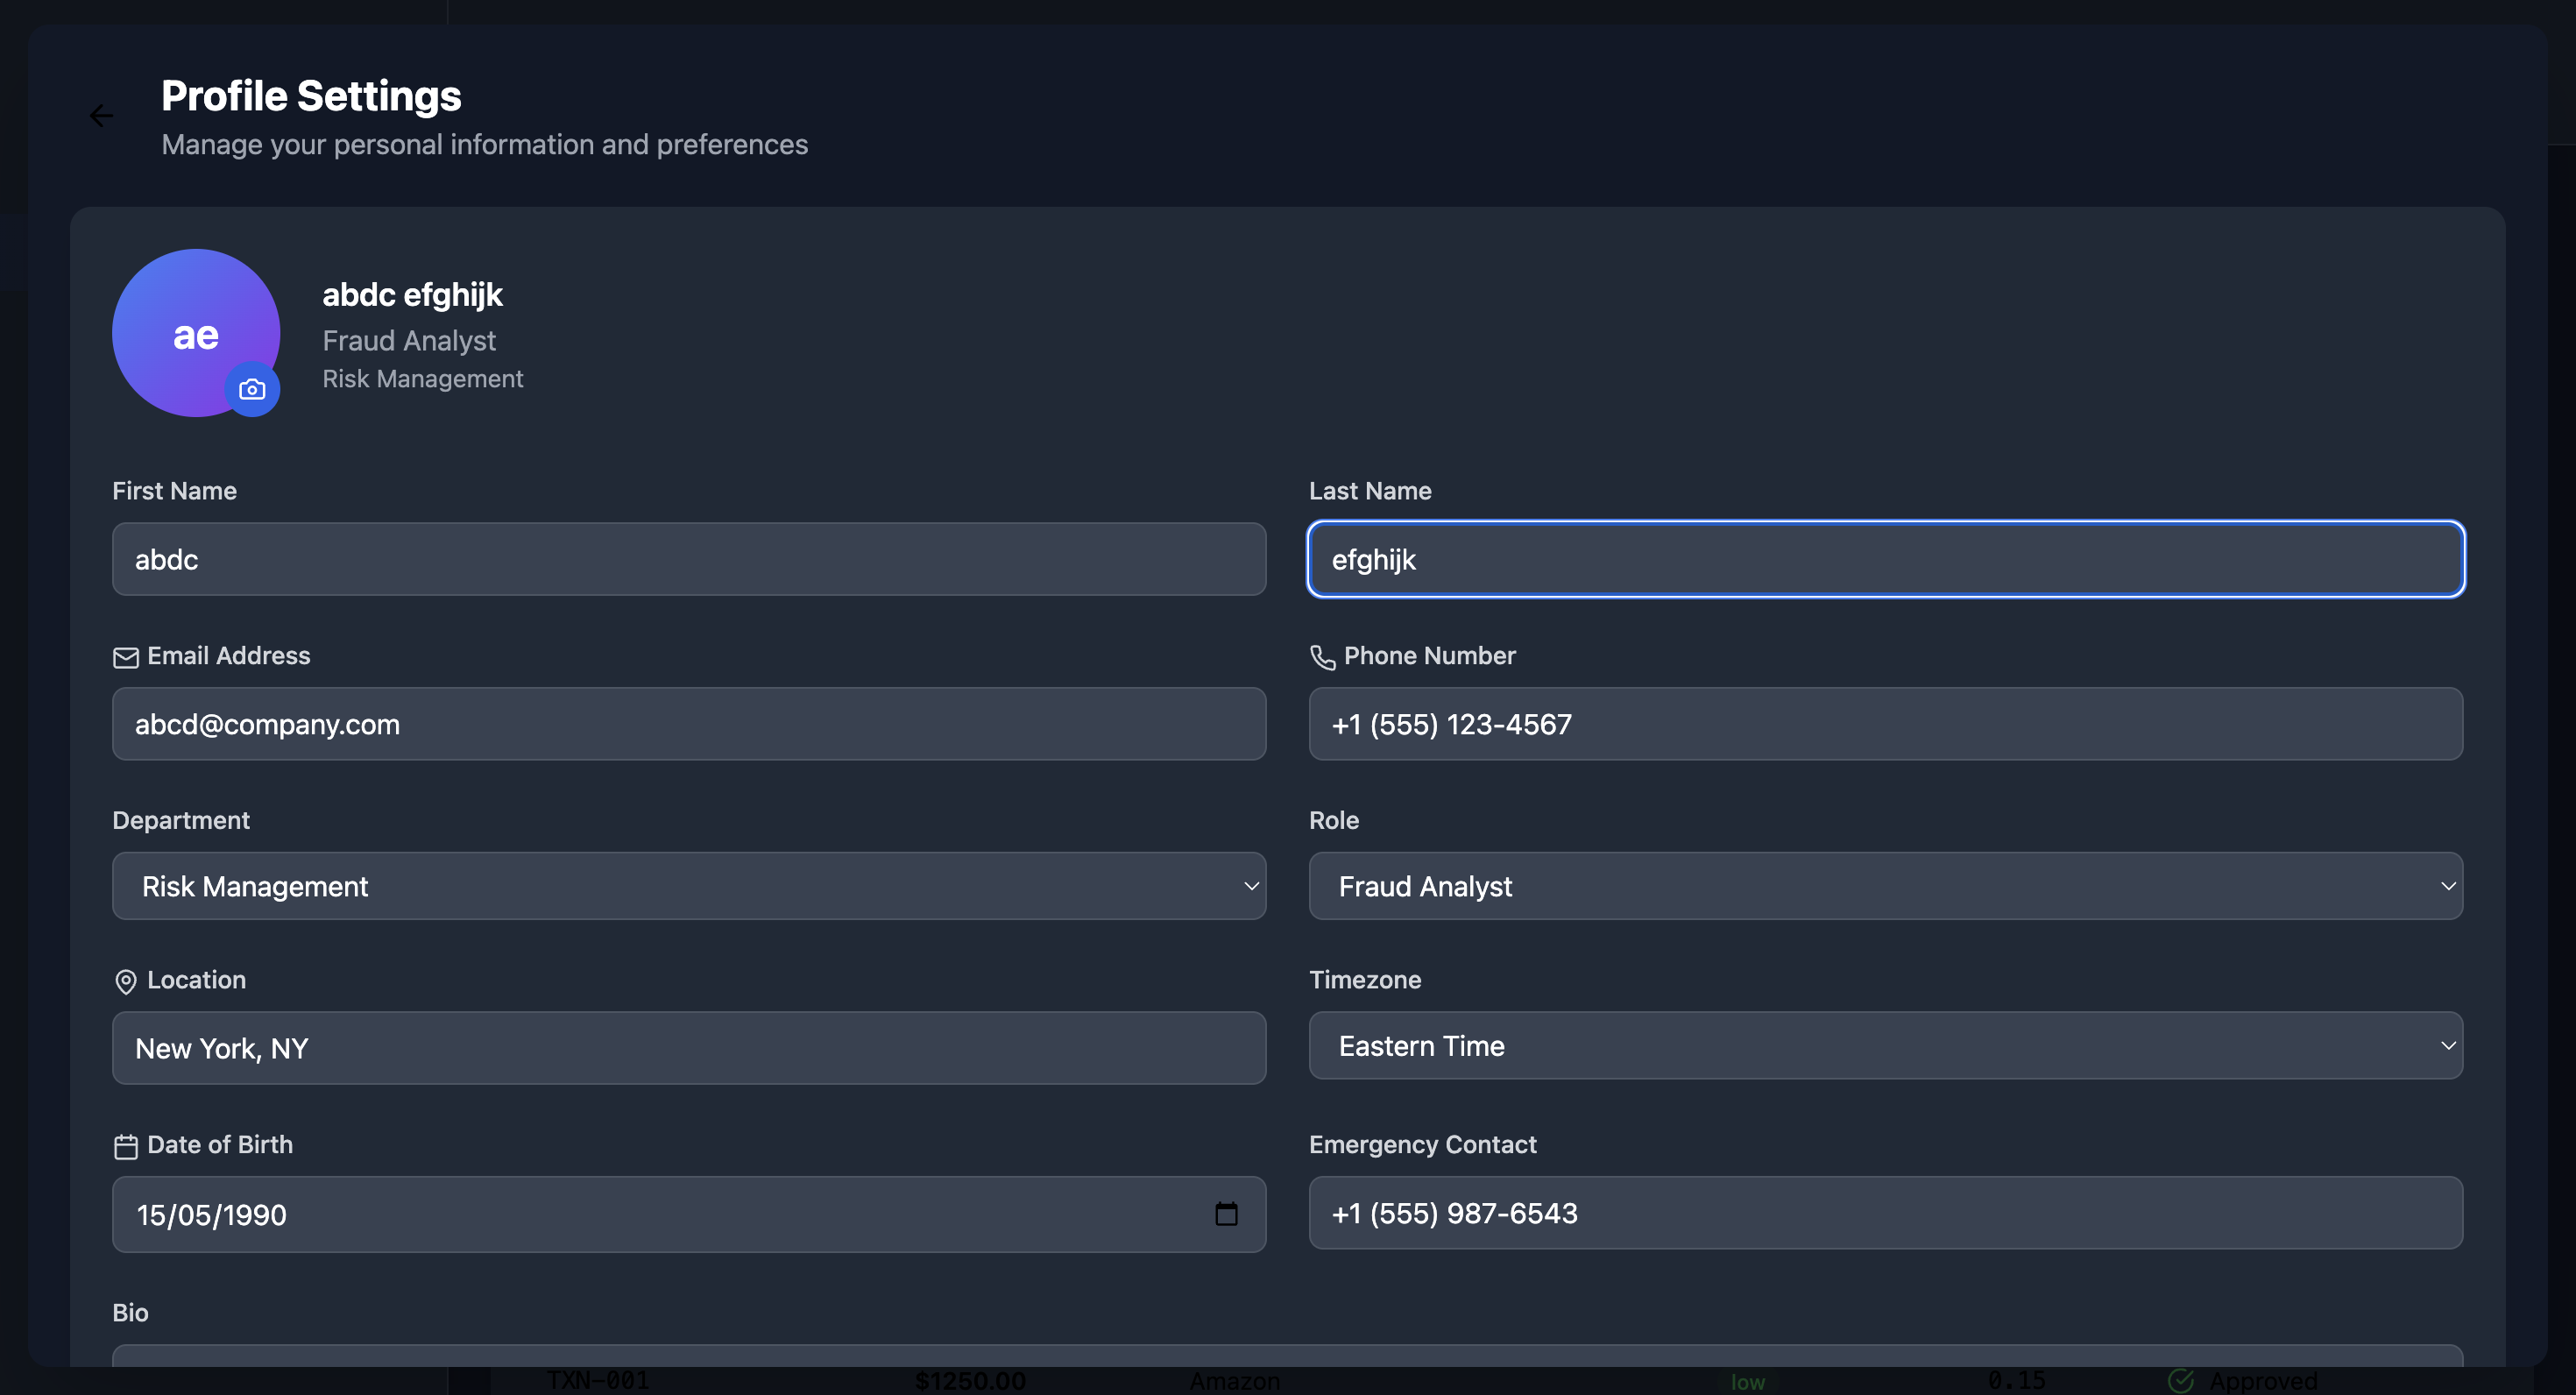 Profile Settings
Manage your personal information and preferences
ae
abdc efghijk
Fraud Analyst
Risk Management
First Name
Last Name
abdc
efghijk
Email Address
Phone Number
abcd@company.com
+1 (555) 123-4567
Department
Role
Risk Management
Fraud Analyst
Location
Timezone
New York, NY
Eastern Time
Date of Birth
Emergency Contact
15/05/1990
+1 (555) 987-6543
Bio
TXN-001 $1250.00 Amazon low 0.15 Approved